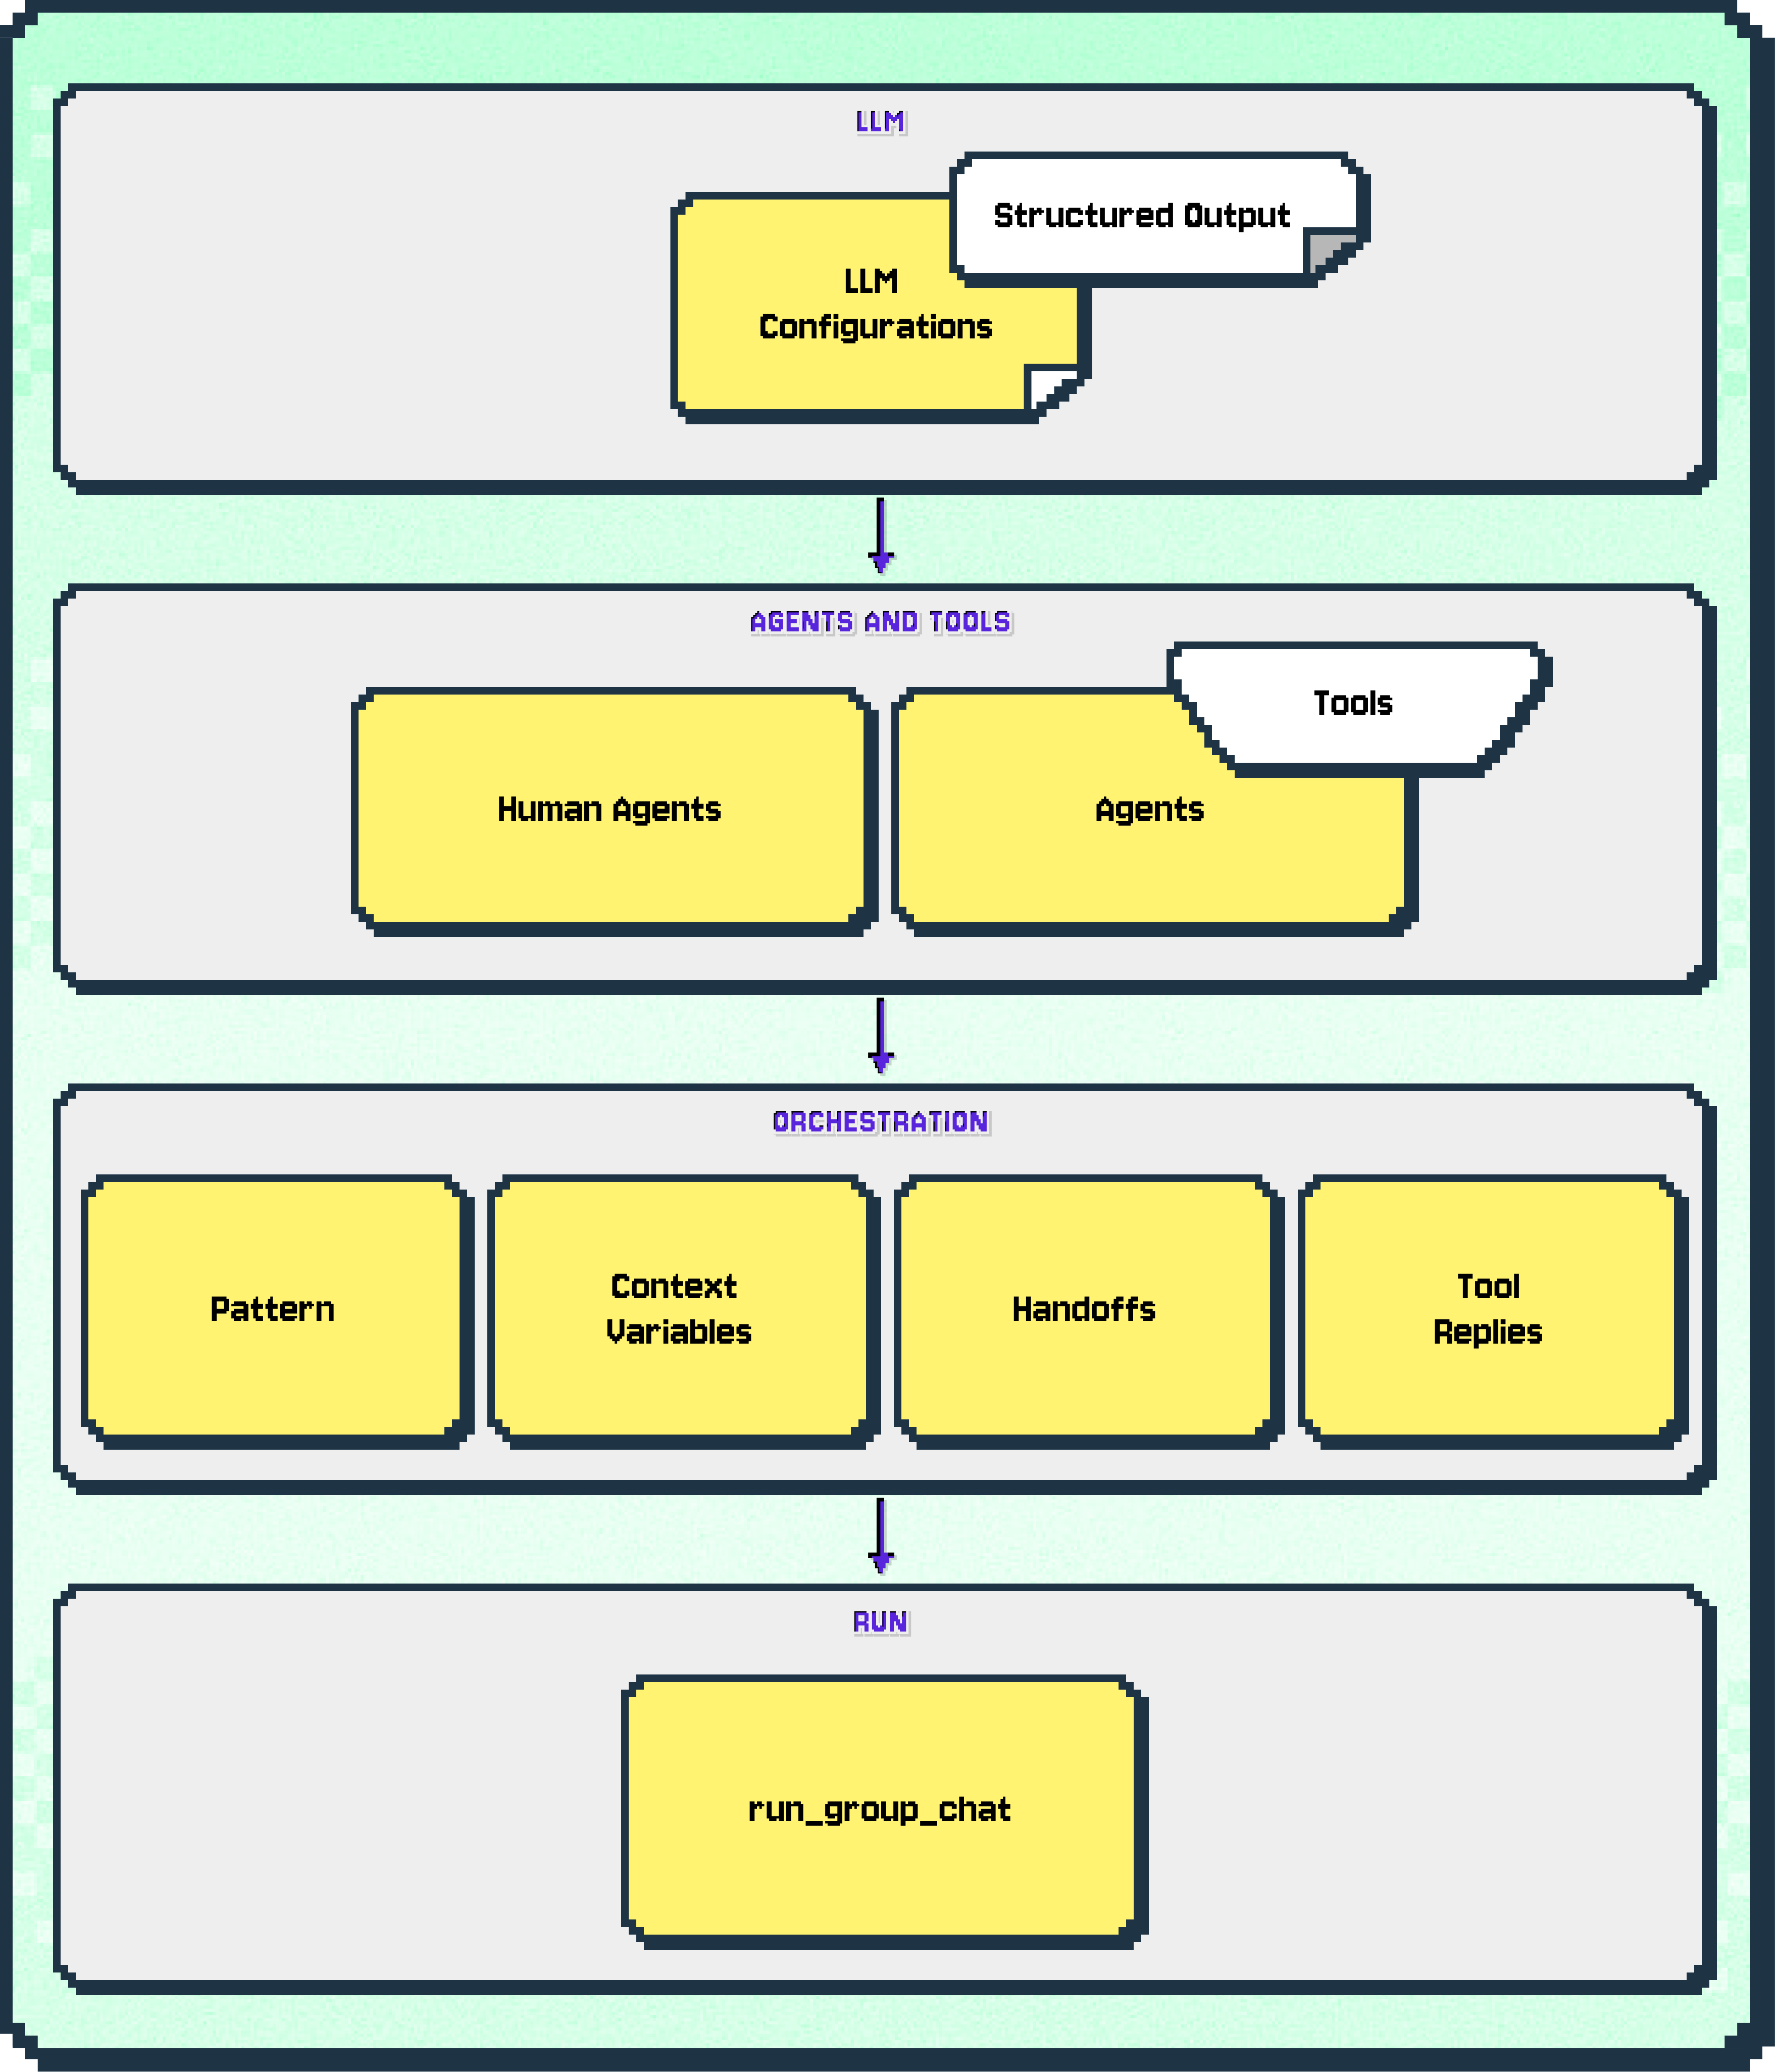 LLM
Structured Output
LLM
Configurations
AGENTS AND TOOLS
Tools
Human Agents
Agents
ORCHESTRATION
Pattern
Context
Variables
Handoffs
Tool
Replies
RUN
run_group_chat